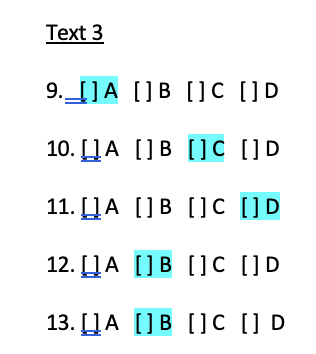 Text 3
9. [ ] A [ ] B [ ] C [ ] D
10. [ ] A [ ] B [ ] C [ ] D
11. [ ] A [ ] B [ ] C [ ] D
12. [ ] A [ ] B [ ] C [ ] D
13. [ ] A [ ] B [ ] C [ ] D